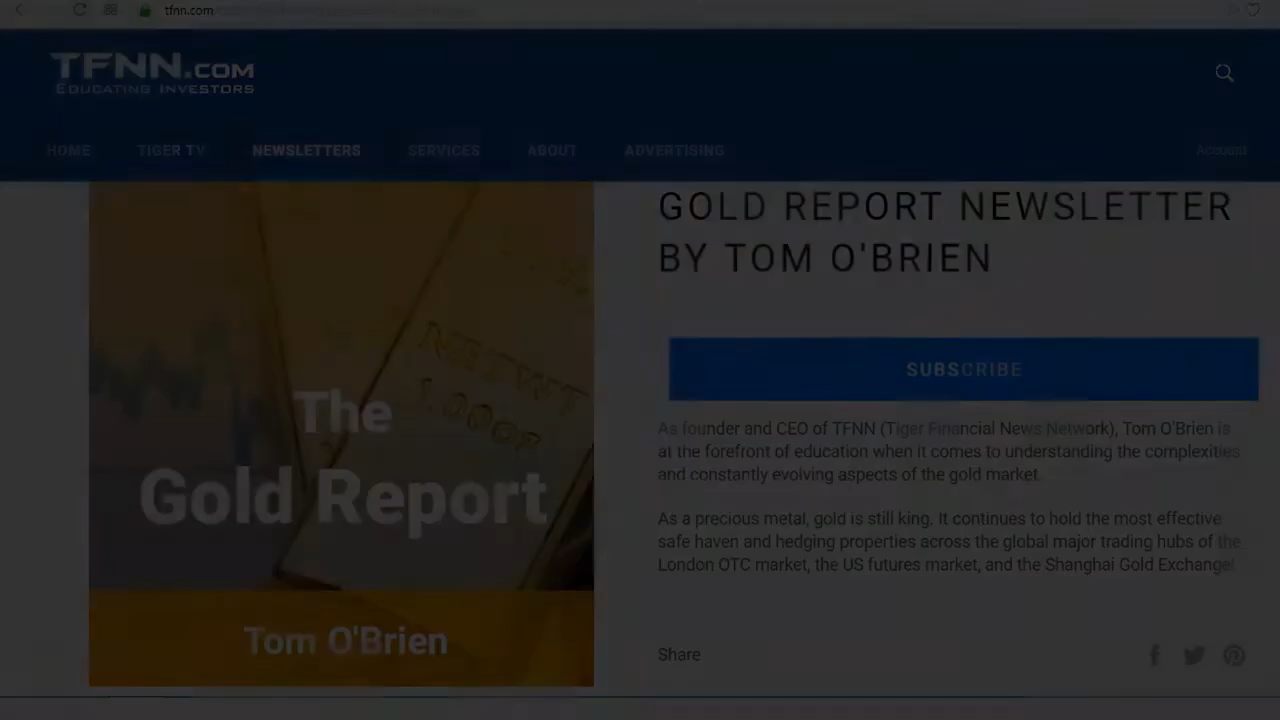 tfnn.com
TFNN.COM
EDUCATING INVESTORS
HOME TIGER TV NEWSLETTERS SERVICES ABOUT ADVERTISING Account
GOLD REPORT NEWSLETTER
BY TOM O'BRIEN
NET WT
The
Gold Report
Tom O'Brien
SUBSCRIBE
As founder and CEO of TFNN (Tiger Financial News Network), Tom O'Brien is
at the forefront of education when it comes to understanding the complexities
and constantly evolving aspects of the gold market.
As a precious metal, gold is still king. It continues to hold the most effective
safe haven and hedging properties across the global major trading hubs of the
London OTC market, the US futures market, and the Shanghai Gold Exchange!
Share